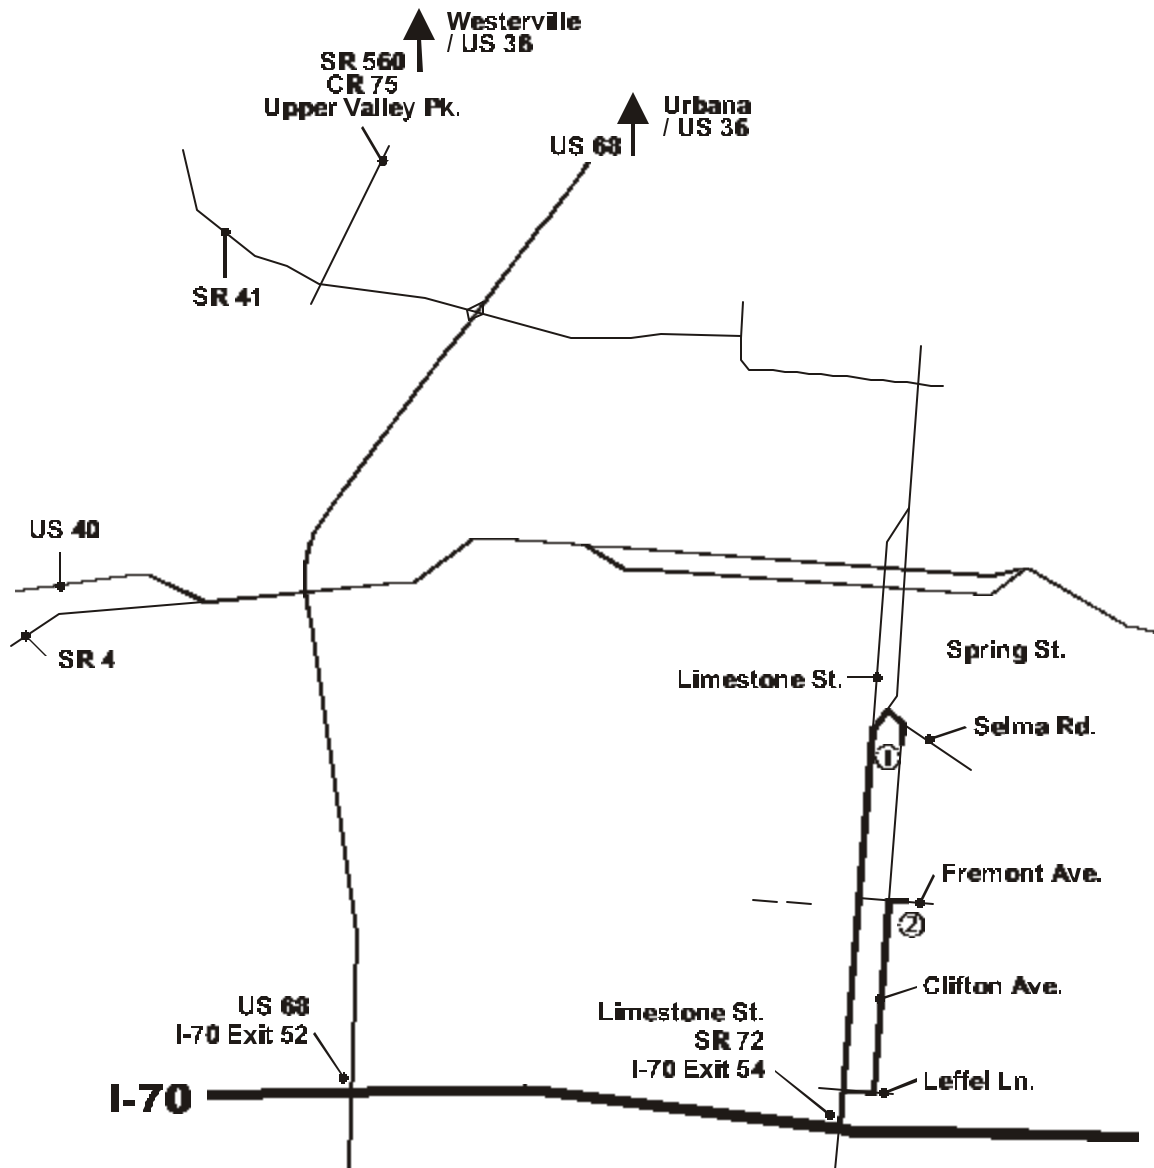 Westerville
/ US 36
SR 560
CR 75
Upper Valley Pk.
Urbana
/ US 36
US 68
SR 41
US 40
SR 4
Spring St.
Limestone St.
Selma Rd.
1
Fremont Ave.
2
Clifton Ave.
US 68
I-70 Exit 52
Limestone St.
SR 72
I-70 Exit 54
Leffel Ln.
I-70